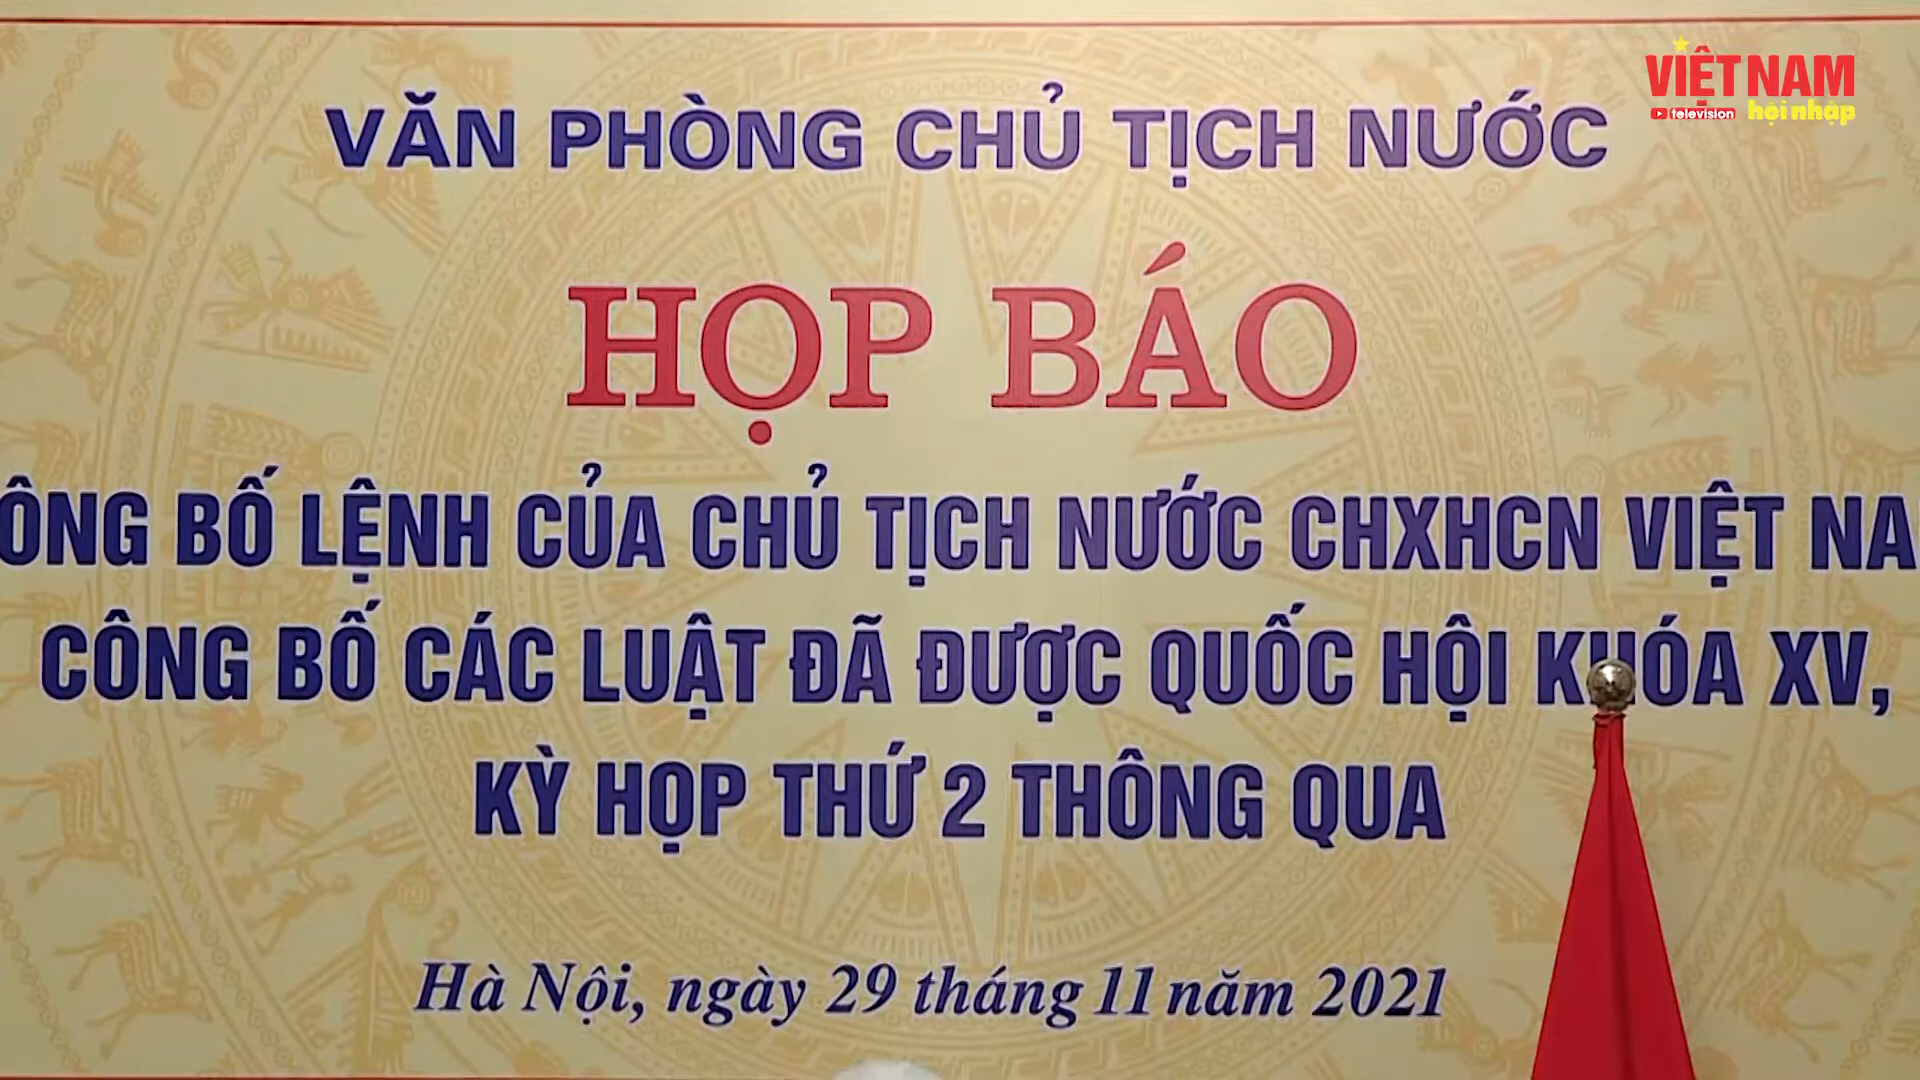 VIỆT NAM
television hội nhập
VĂN PHÒNG CHỦ TỊCH NƯỚC
HỌP BÁO
ÔNG BỐ LỆNH CỦA CHỦ TỊCH NƯỚC CHXHCN VIỆT NA
CÔNG BỐ CÁC LUẬT ĐÃ ĐƯỢC QUỐC HỘI KHÓA XV,
KỲ HỌP THỨ 2 THÔNG QUA
Hà Nội, ngày 29 tháng 11 năm 2021